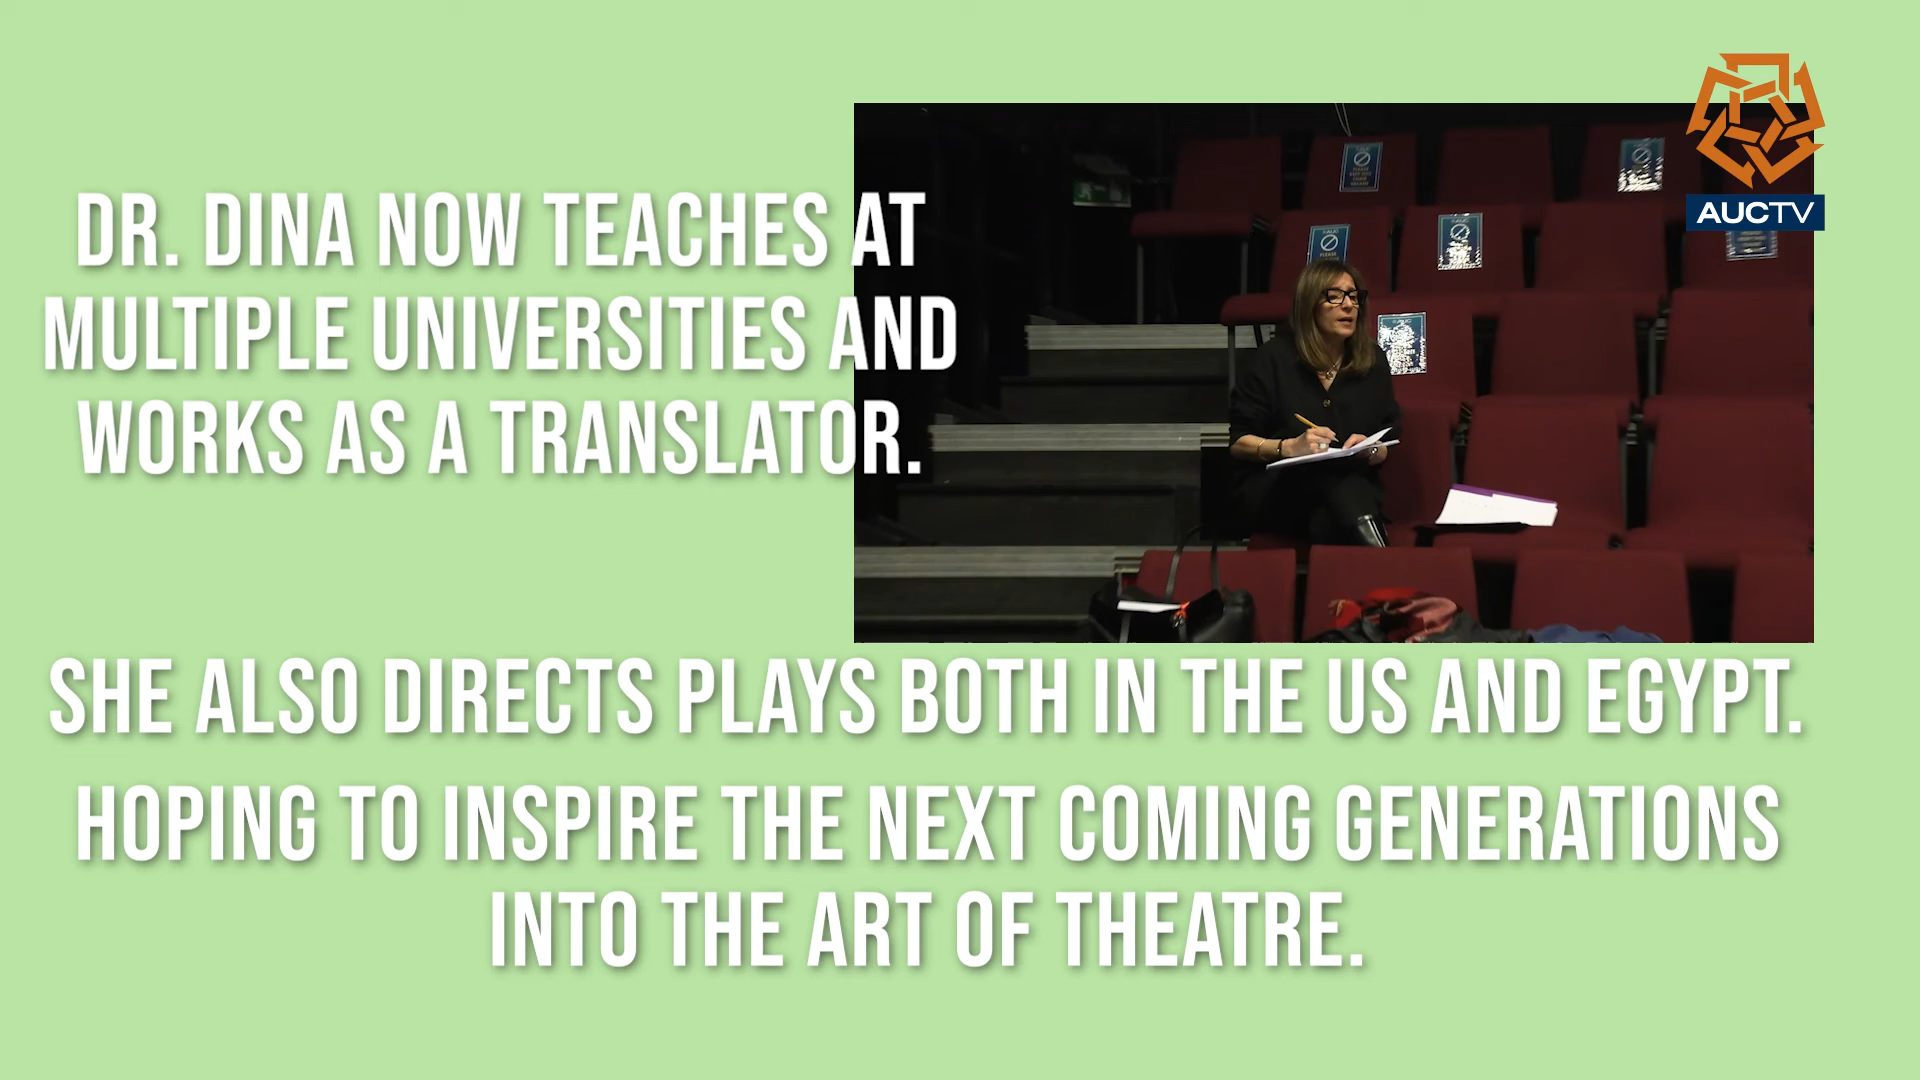 DR. DINA NOW TEACHES AT
MULTIPLE UNIVERSITIES AND
WORKS AS A TRANSLATOR.
AUCTV
SHE ALSO DIRECTS PLAYS BOTH IN THE US AND EGYPT.
HOPING TO INSPIRE THE NEXT COMING GENERATIONS
INTO THE ART OF THEATRE.